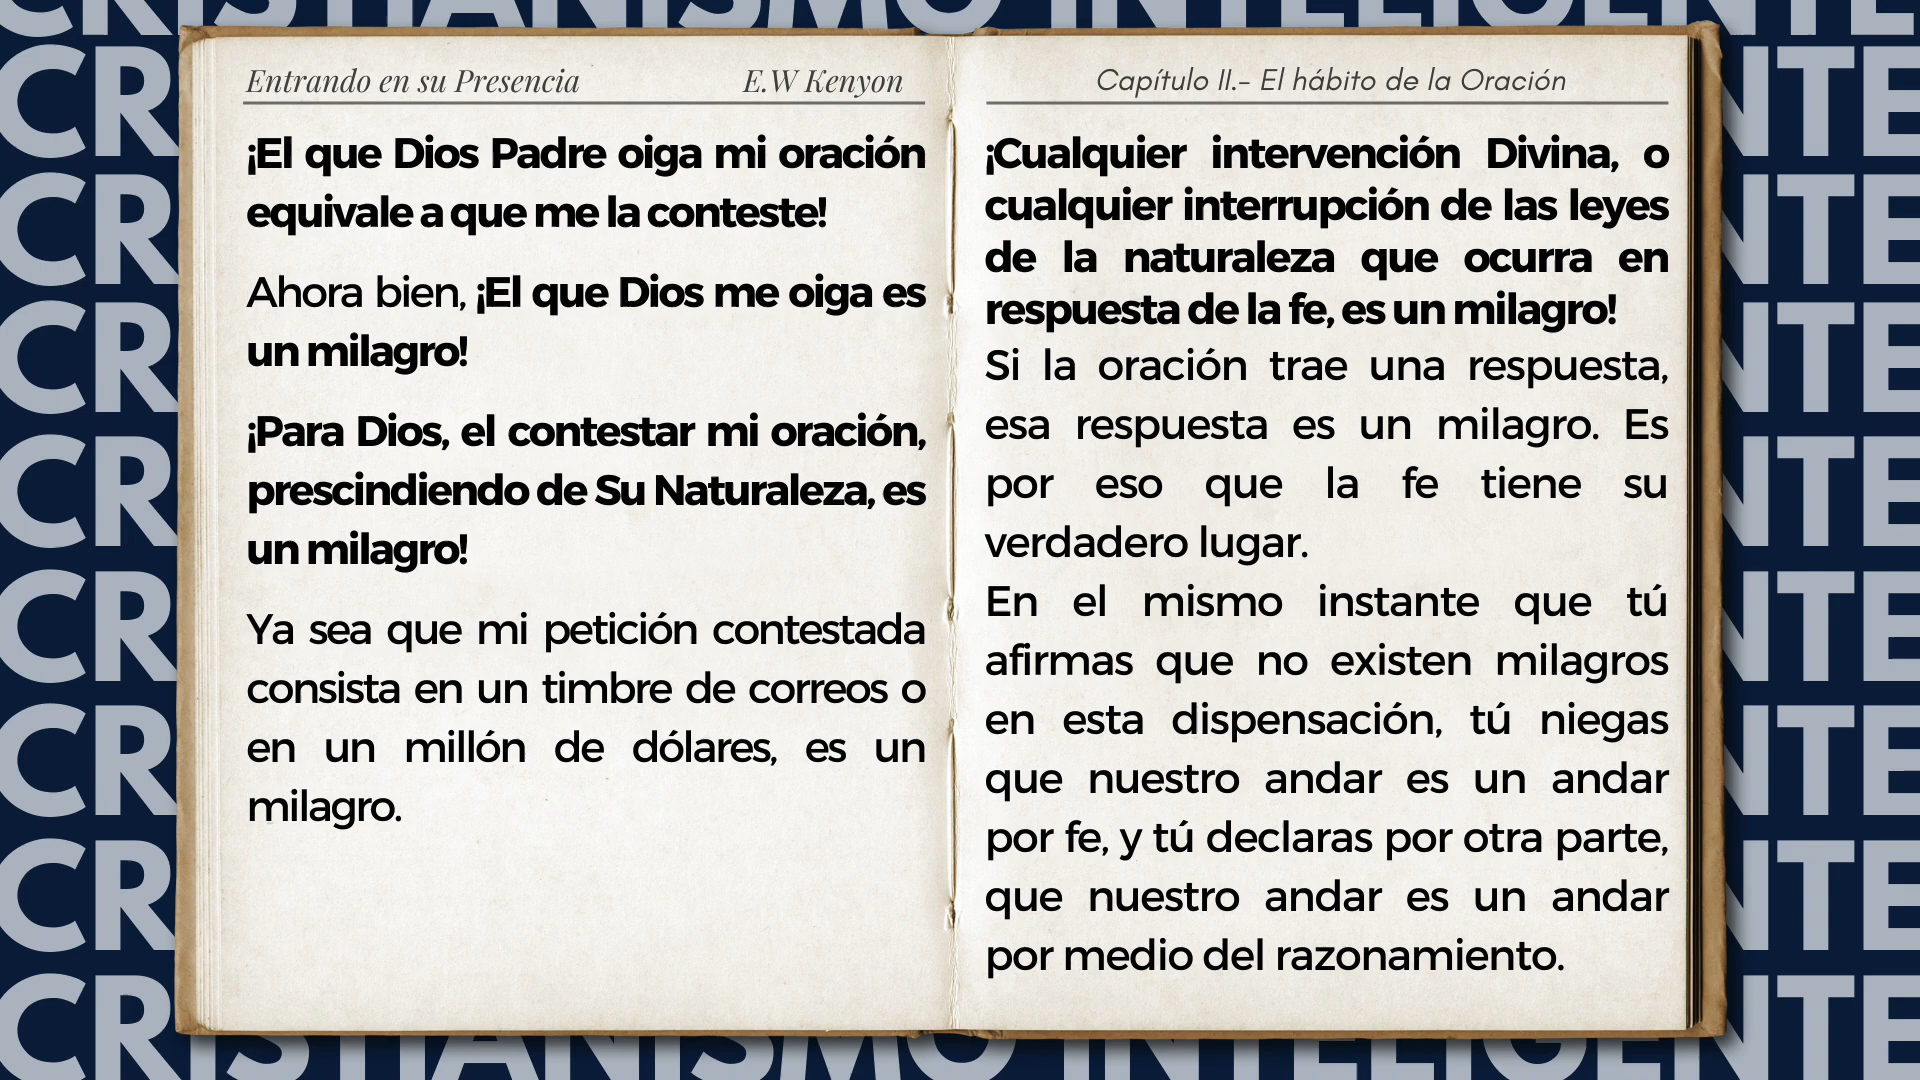 CRISTIANISMO INTELIGENTE
Entrando en su Presencia E.W Kenyon
¡El que Dios Padre oiga mi oración
equivale a que me la conteste!
Ahora bien, ¡El que Dios me oiga es
un milagro!
¡Para Dios, el contestar mi oración,
prescindiendo de Su Naturaleza, es
un milagro!
Ya sea que mi petición contestada
consista en un timbre de correos o
en un millón de dólares, es un
milagro.
Capítulo II.- El hábito de la Oración
¡Cualquier intervención Divina, o
cualquier interrupción de las leyes
de la naturaleza que ocurra en
respuesta de la fe, es un milagro!
Si la oración trae una respuesta,
esa respuesta es un milagro. Es
por eso que la fe tiene su
verdadero lugar.
En el mismo instante que tú
afirmas que no existen milagros
en esta dispensación, tú niegas
que nuestro andar es un andar
por fe, y tú declaras por otra parte,
que nuestro andar es un andar
por medio del razonamiento.
CRISTIANISMO INTELIGENTE